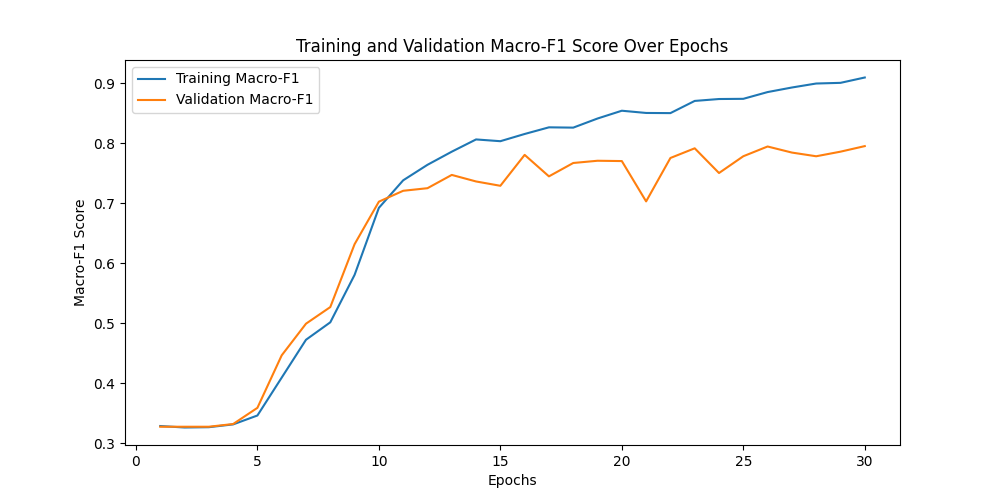 Training and Validation Macro-F1 Score Over Epochs
Training Macro-F1
Validation Macro-F1
Macro-F1 Score
0.9
0.8
0.7
0.6
0.5
0.4
0.3
0 5 10 15 20 25 30
Epochs